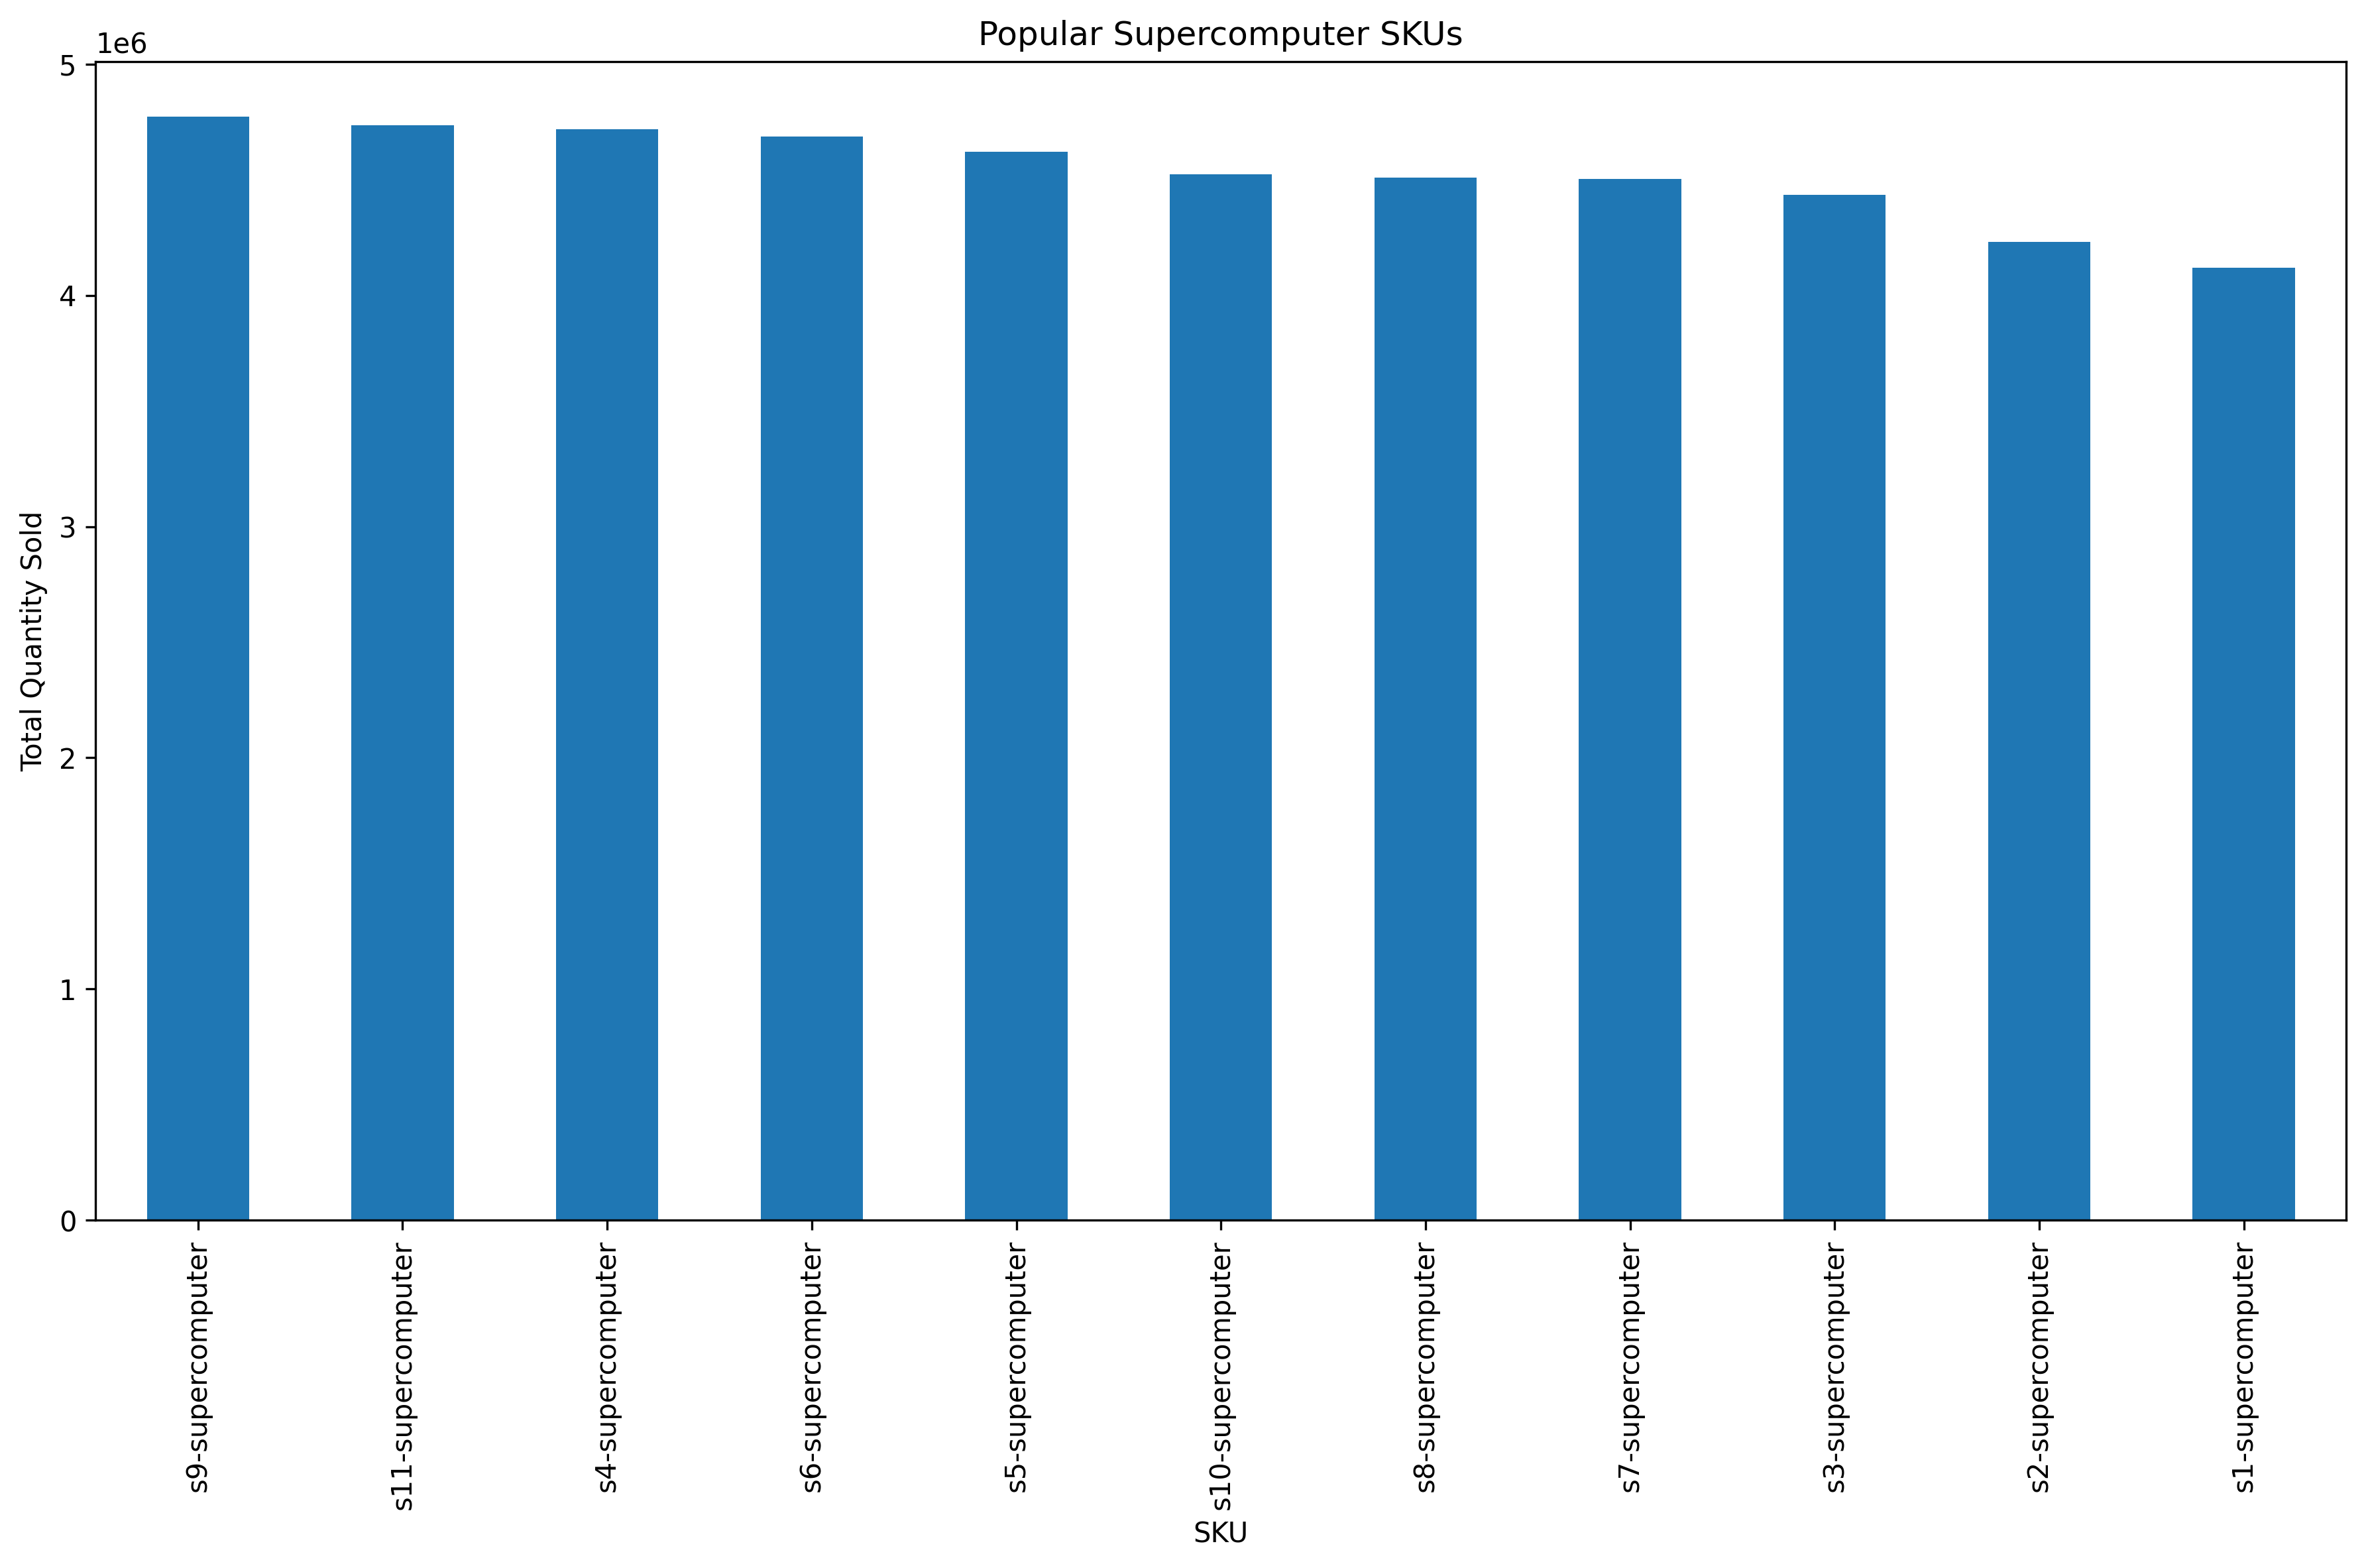 Popular Supercomputer SKUs
1e6
5
4
3
2
1
0
Total Quantity Sold
s9-supercomputer
s11-supercomputer
s4-supercomputer
s6-supercomputer
s5-supercomputer
s10-supercomputer
s8-supercomputer
s7-supercomputer
s3-supercomputer
s2-supercomputer
s1-supercomputer
SKU